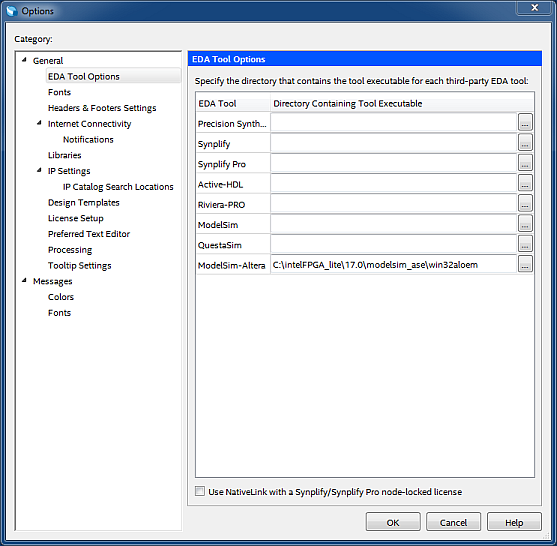 Options
Category:
General
EDA Tool Options
Fonts
Headers & Footers Settings
Internet Connectivity
Notifications
Libraries
IP Settings
IP Catalog Search Locations
Design Templates
License Setup
Preferred Text Editor
Processing
Tooltip Settings
Messages
Colors
Fonts
EDA Tool Options
Specify the directory that contains the tool executable for each third-party EDA tool:
EDA Tool Directory Containing Tool Executable
Precision Synth... ...
Synplify ...
Synplify Pro ...
Active-HDL ...
Riviera-PRO ...
ModelSim ...
QuestaSim ...
ModelSim-Altera C:\intelFPGA_lite\17.0\modelsim_ase\win32aloem ...
Use NativeLink with a Synplify/Synplify Pro node-locked license
OK Cancel Help